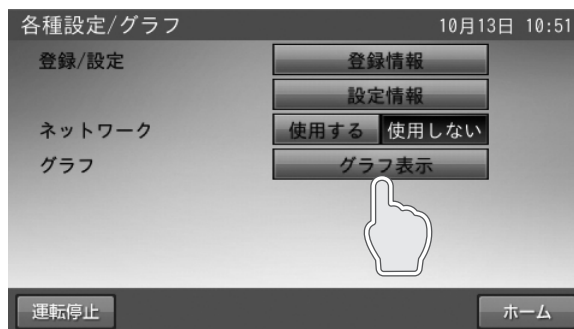 各種設定/グラフ 10月13日 10:51
登録/設定 登録情報
設定情報
ネットワーク 使用する 使用しない
グラフ グラフ表示
運転停止 ホーム